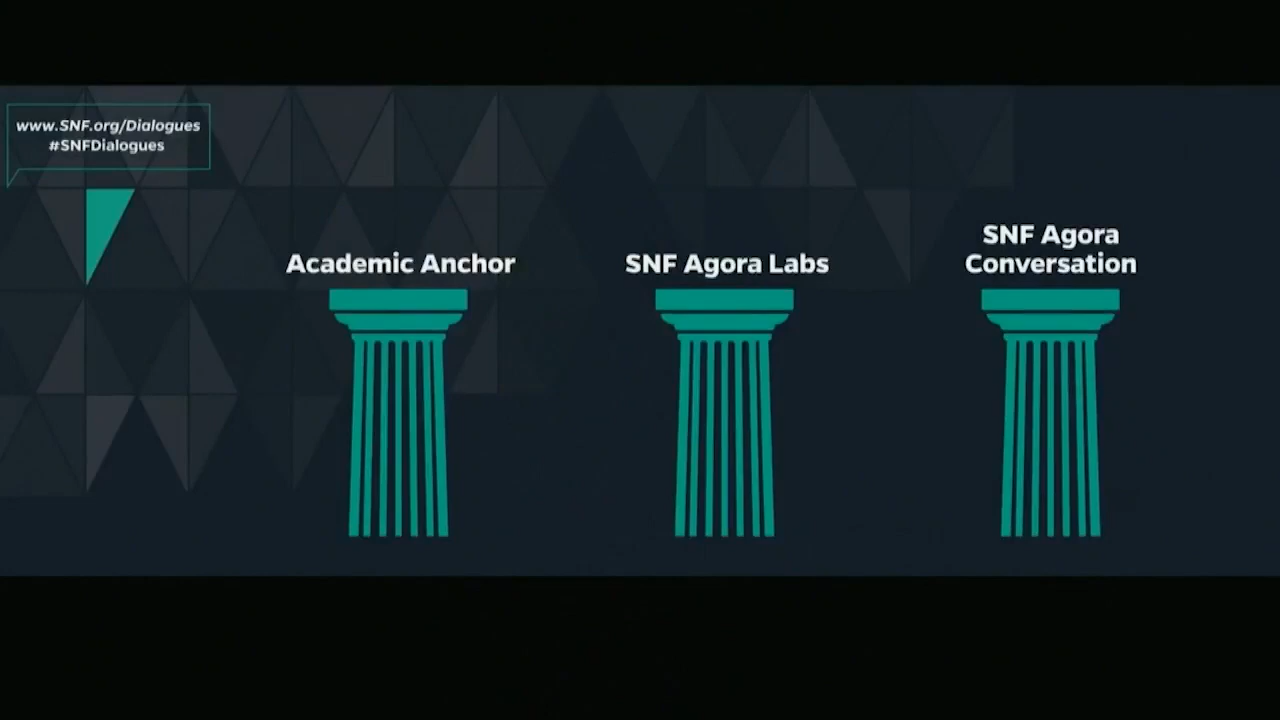 www.SNF.org/Dialogues
#SNFDialogues
Academic Anchor
SNF Agora Labs
SNF Agora
Conversation